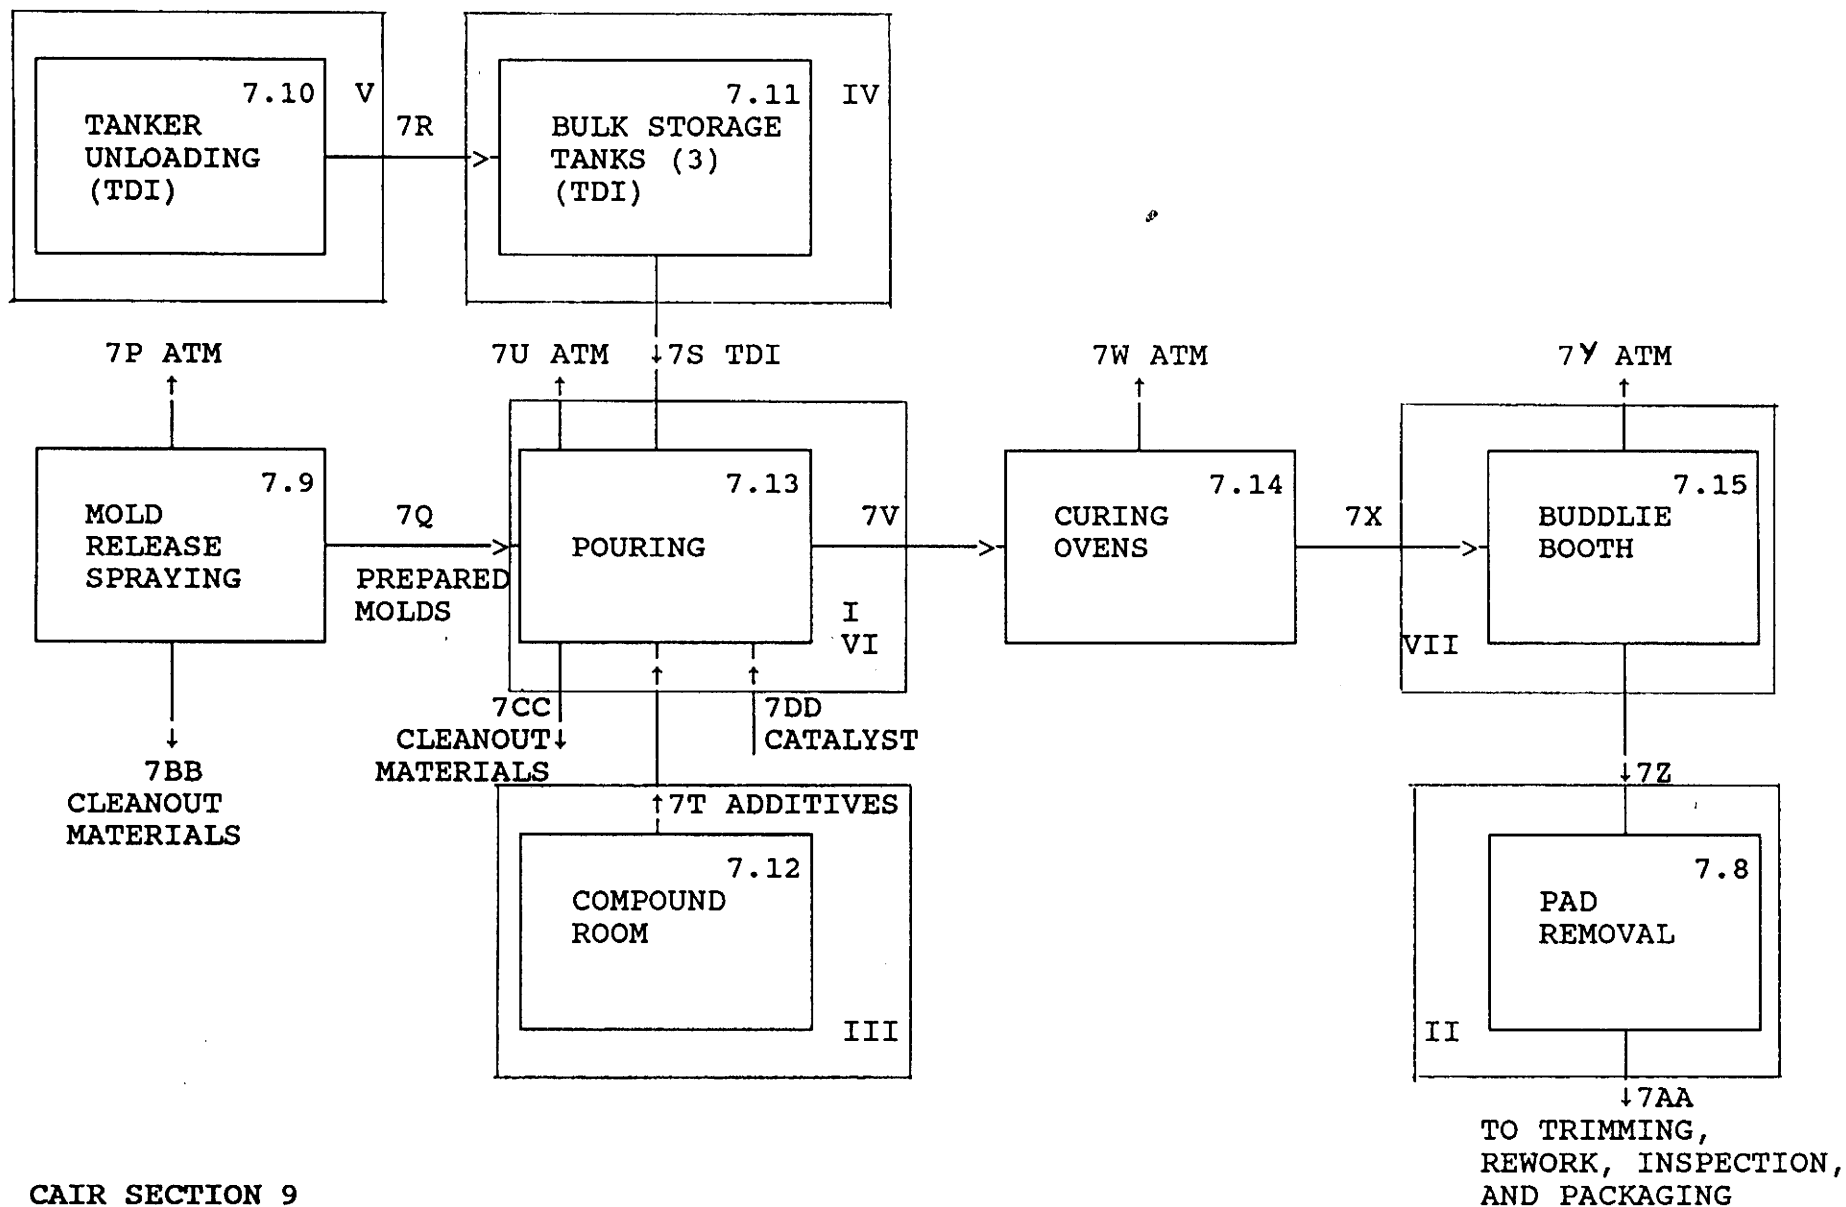 7.10
V
TANKER
UNLOADING
(TDI)
7R
7.11
IV
BULK STORAGE
TANKS (3)
(TDI)
7P ATM
7U ATM
↓7S TDI
7W ATM
7Y ATM
7.9
MOLD
RELEASE
SPRAYING
7Q
PREPARED
MOLDS
7.13
POURING
I
VI
7V
7.14
CURING
OVENS
7X
7.15
BUDDLIE
BOOTH
VII
7BB
CLEANOUT
MATERIALS
7CC
CLEANOUT↓
MATERIALS
7DD
CATALYST
↑7T ADDITIVES
7.12
COMPOUND
ROOM
III
↓7Z
7.8
PAD
REMOVAL
II
↓7AA
TO TRIMMING,
REWORK, INSPECTION,
AND PACKAGING
CAIR SECTION 9